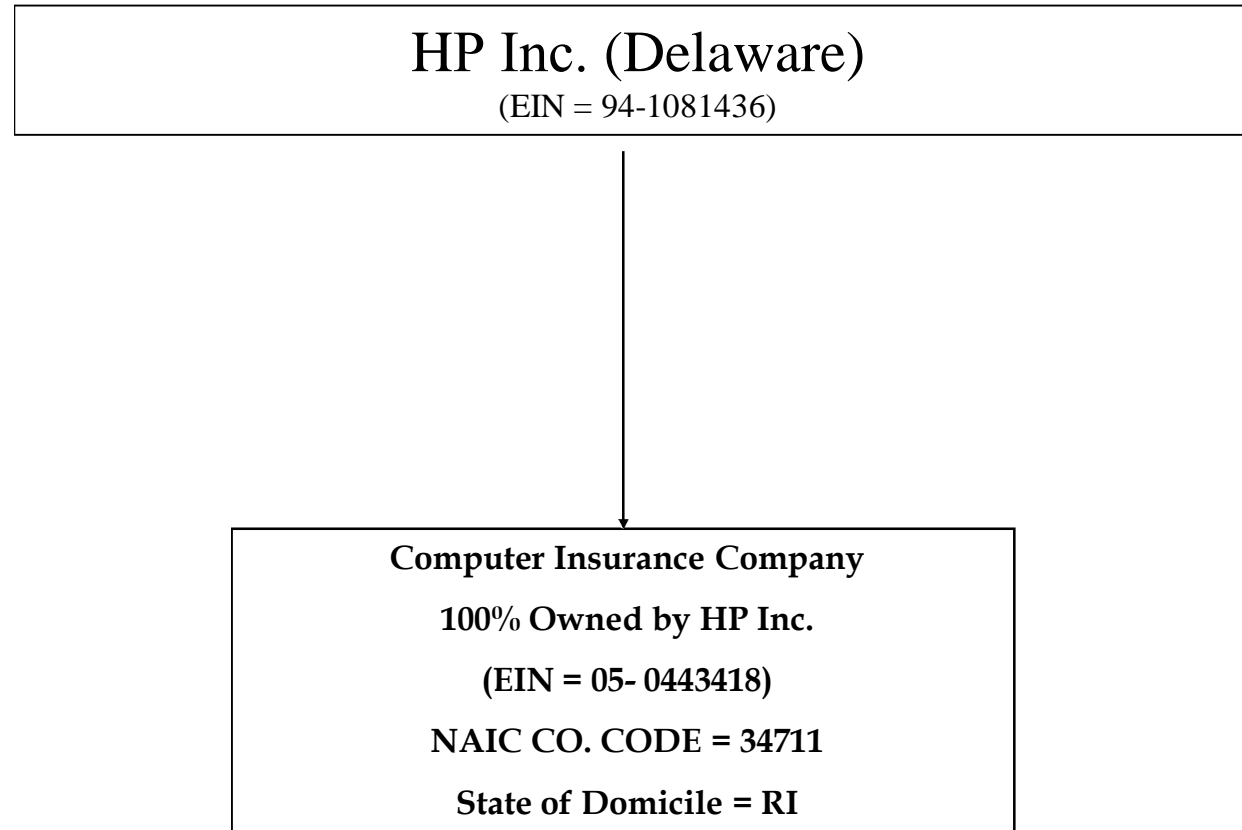 HP Inc. (Delaware)
(EIN = 94-1081436)
Computer Insurance Company
100% Owned by HP Inc.
(EIN = 05- 0443418)
NAIC CO. CODE = 34711
State of Domicile = RI